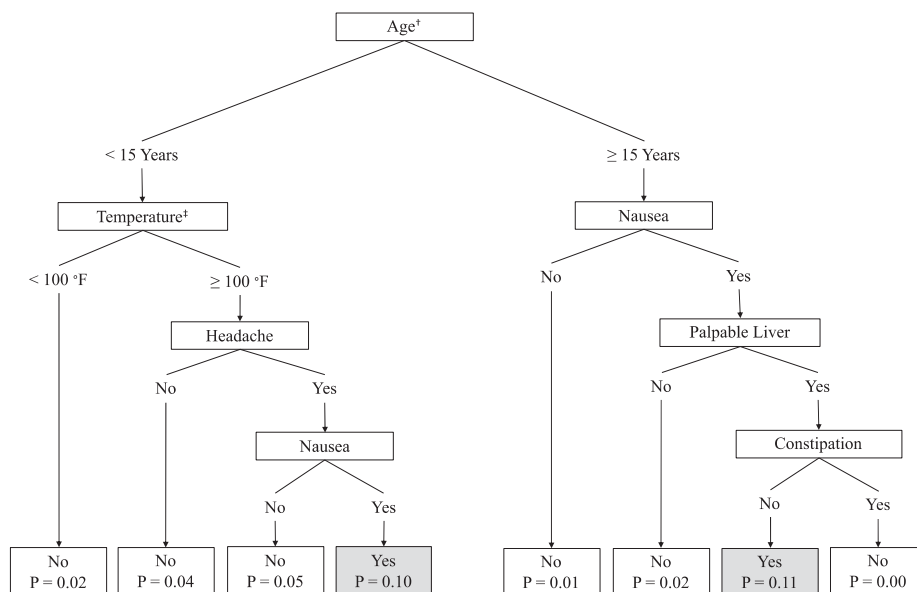 Age†
< 15 Years
≥ 15 Years
Temperature‡
Nausea
< 100 °F
≥ 100 °F
No
Yes
Headache
Palpable Liver
No
Yes
No
Yes
Nausea
Constipation
No
Yes
No
Yes
No
P = 0.02
No
P = 0.04
No
P = 0.05
Yes
P = 0.10
No
P = 0.01
No
P = 0.02
Yes
P = 0.11
No
P = 0.00